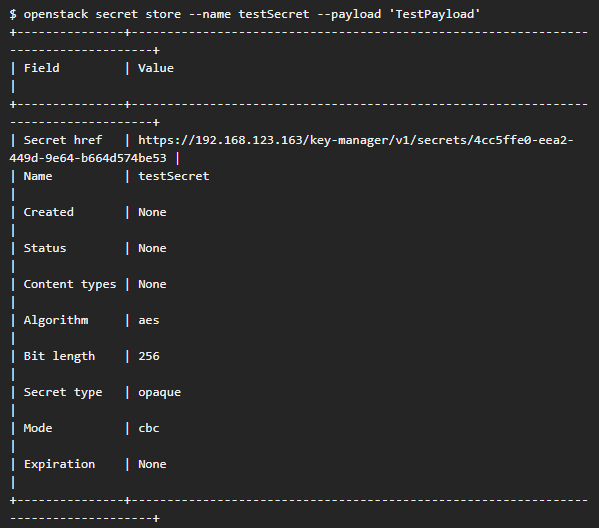 $ openstack secret store --name testSecret --payload 'TestPayload'
+---------------+----------------------------------------------------------------
--------------------+
| Field         | Value
|
+---------------+----------------------------------------------------------------
--------------------+
| Secret href   | https://192.168.123.163/key-manager/v1/secrets/4cc5ffe0-eea2-
449d-9e64-b664d574be53 |
| Name          | testSecret
|
| Created       | None
|
| Status        | None
|
| Content types | None
|
| Algorithm     | aes
|
| Bit length    | 256
|
| Secret type   | opaque
|
| Mode          | cbc
|
| Expiration    | None
|
+---------------+----------------------------------------------------------------
--------------------+